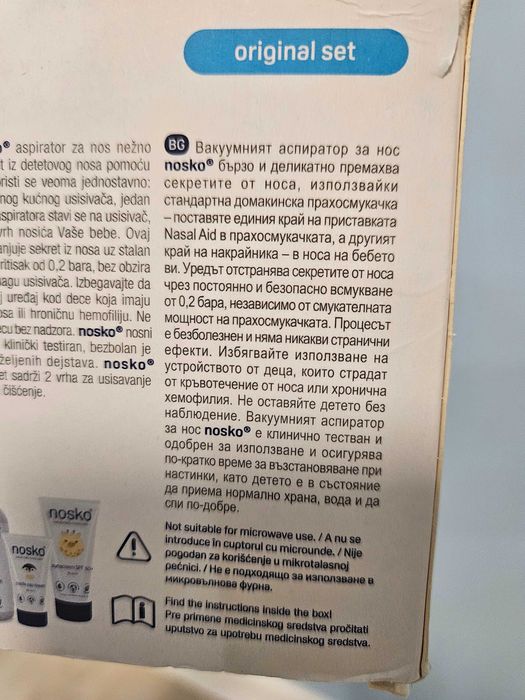 original set
® aspirator za nos nežno
t iz detetovog nosa pomoću
risti se veoma jednostavno:
nog kućnog usisivača, jedan
spiratora stavi se na usisivač,
vrh nosića Vaše bebe. Ovaj
anjuje sekret iz nosa uz stalan
ritisak od 0,2 bara, bez obzira
nagu usisivača. Izbegavajte da
j uređaj kod dece koja imaju
osa ili hroničnu hemofiliju. Ne
ecu bez nadzora. nosko® nosni
klinički testiran, bezbolan je
željenih dejstava. nosko®
et sadrži 2 vrha za usisavanje
čišćenje.
BG Вакуумният аспиратор за нос
nosko® бързо и деликатно премахва
секретите от носа, използвайки
стандартна домакинска прахосмукачка
– поставяте единия край на приставката
Nasal Aid в прахосмукачката, а другият
край на накрайника – в носа на бебето
ви. Уредът отстранява секретите от носа
чрез постоянно и безопасно всмукване
от 0,2 бара, независимо от смукателната
мощност на прахосмукачката. Процесът
е безболезнен и няма никакви странични
ефекти. Избягвайте използване на
устройството от деца, които страдат
от кръвотечение от носа или хронична
хемофилия. Не оставяйте детето без
наблюдение. Вакуумният аспиратор
за нос nosko® е клинично тестван и
одобрен за използване и осигурява
по-кратко време за възстановяване при
настинки, като детето е в състояние
да приема нормално храна, вода и да
спи по-добре.
nosko
nosko
Not suitable for microwave use. / A nu se
introduce în cuptorul cu microunde. / Nije
pogodan za korišćenje u mikrotalasnoj
pećnici. / Не е подходящо за използване в
микровълнова фурна.
Find the instructions inside the box!
Pre primene medicinskog sredstva pročitati
uputstvo za upotrebu medicinskog sredstva.